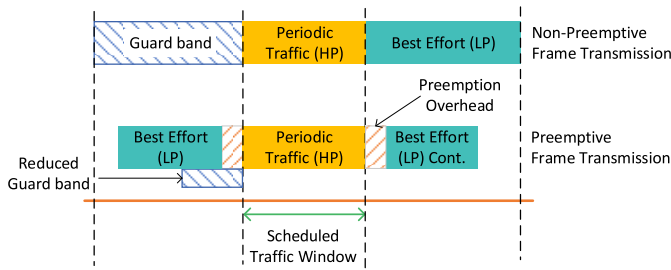 Guard band
Periodic
Traffic (HP)
Best Effort (LP)
Non-Preemptive
Frame Transmission
Preemption
Overhead
Best Effort
(LP)
Periodic
Traffic (HP)
Best Effort
(LP) Cont.
Preemptive
Frame Transmission
Reduced
Guard band
Scheduled
Traffic Window